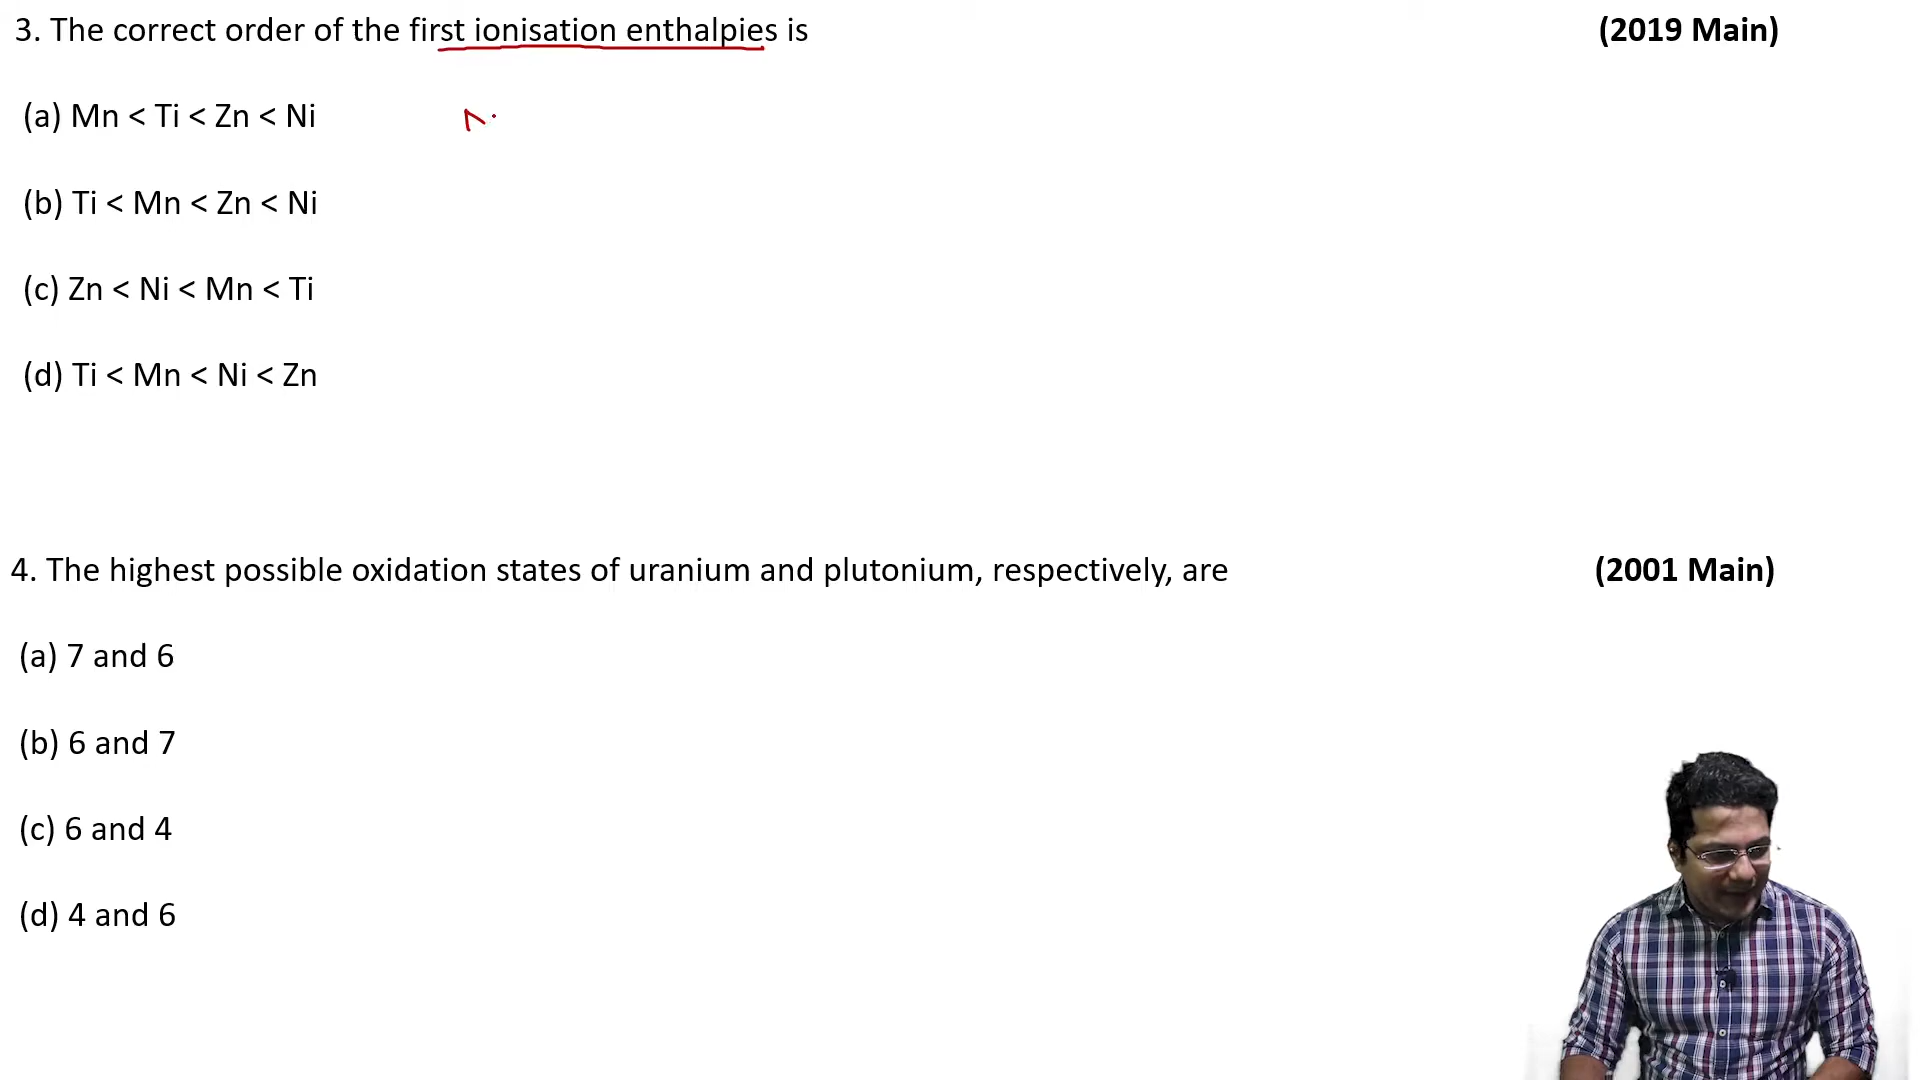 3. The correct order of the first ionisation enthalpies is (2019 Main)
(a) Mn < Ti < Zn < Ni
(b) Ti < Mn < Zn < Ni
(c) Zn < Ni < Mn < Ti
(d) Ti < Mn < Ni < Zn
4. The highest possible oxidation states of uranium and plutonium, respectively, are (2001 Main)
(a) 7 and 6
(b) 6 and 7
(c) 6 and 4
(d) 4 and 6